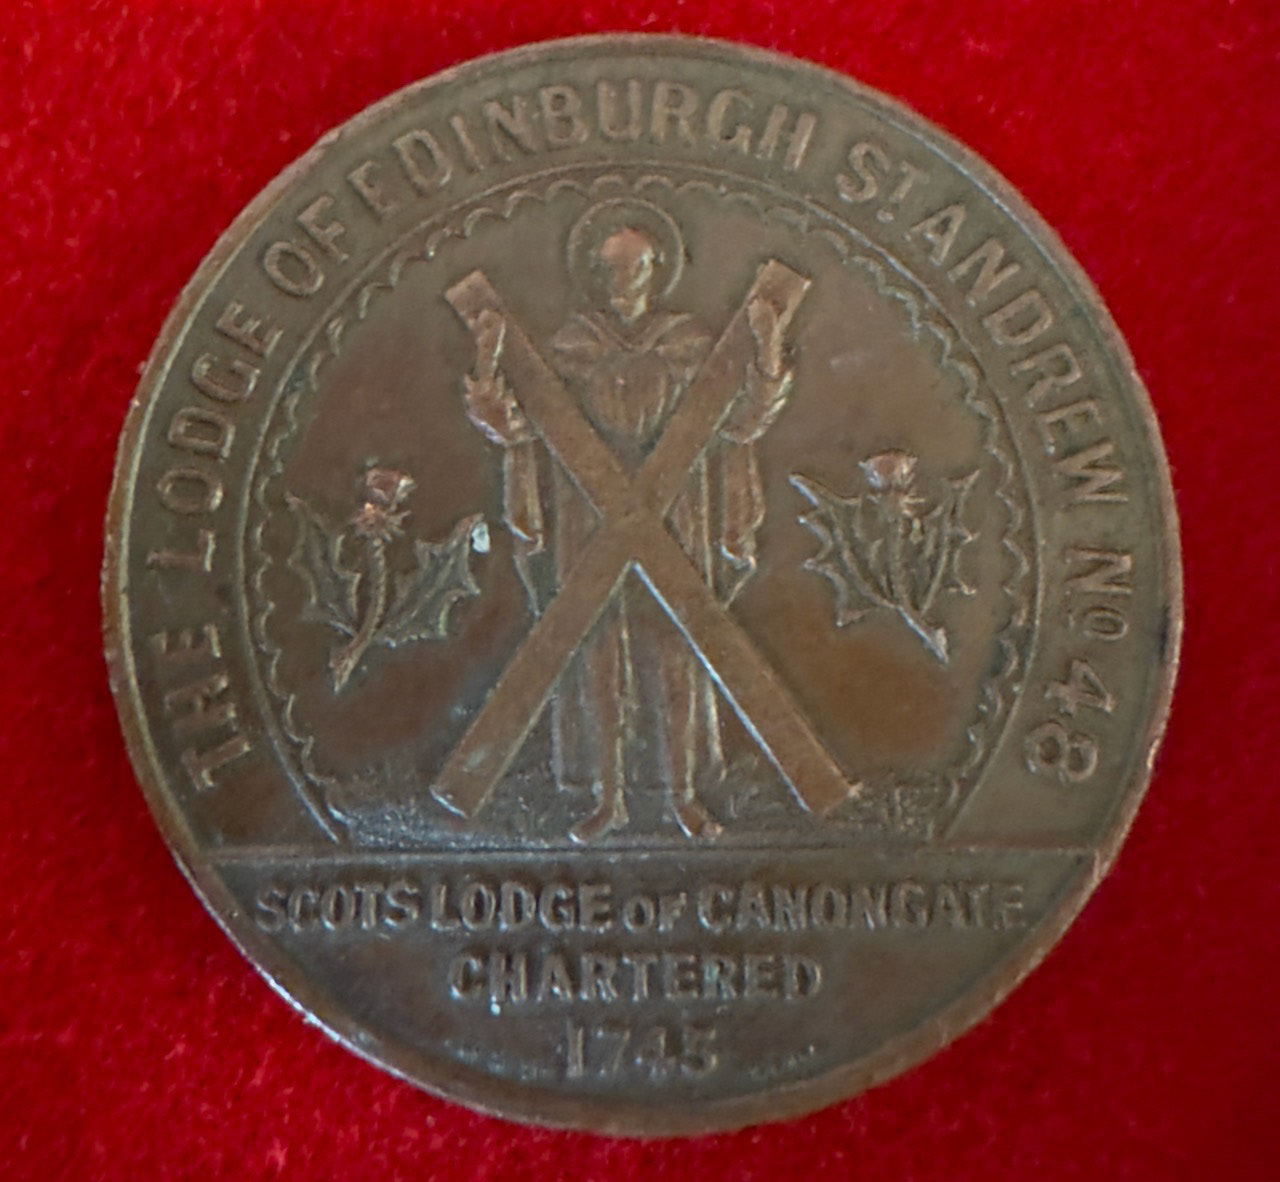 THE LODGE OF EDINBURGH ST. ANDREW No 48
SCOTS LODGE OF CANONGATE
CHARTERED
1745